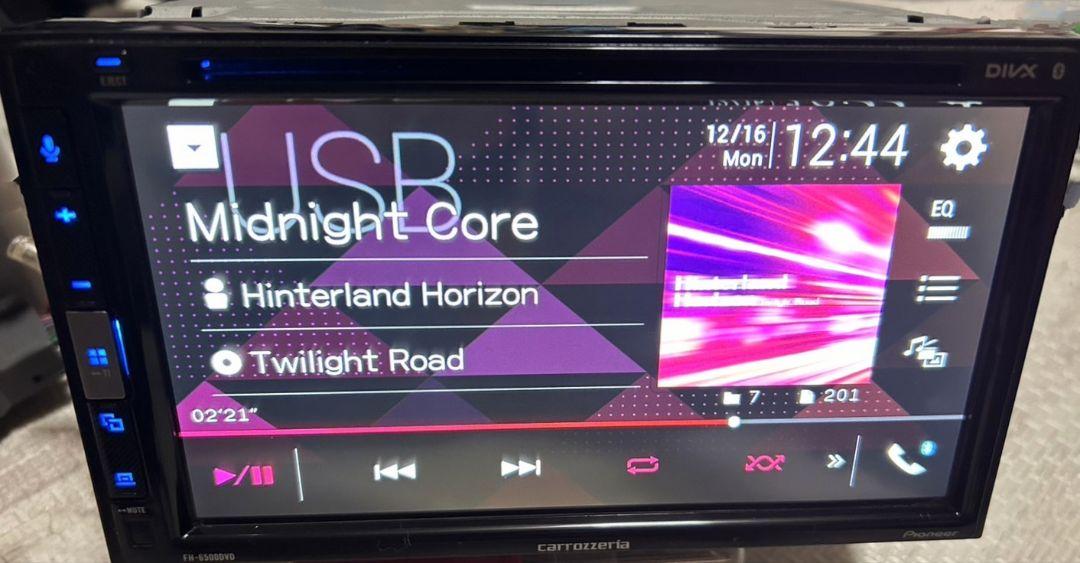 EJECT
DIVX
USB
12/16
Mon
12:44
Midnight Core
EQ
Hinterland Horizon
Hinterland
Twilight Road
7
201
02'21"
MUTE
FH-6500DVD
carrozzeria
Pioneer